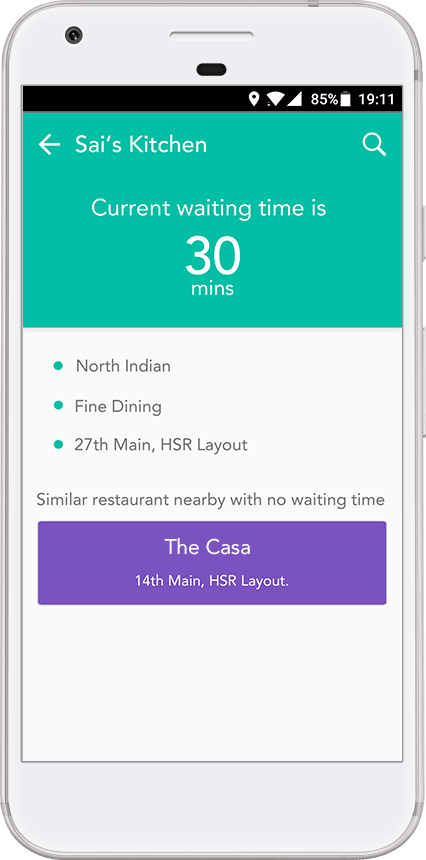 85% 19:11
Sai’s Kitchen
Current waiting time is
30
mins
North Indian
Fine Dining
27th Main, HSR Layout
Similar restaurant nearby with no waiting time
The Casa
14th Main, HSR Layout.